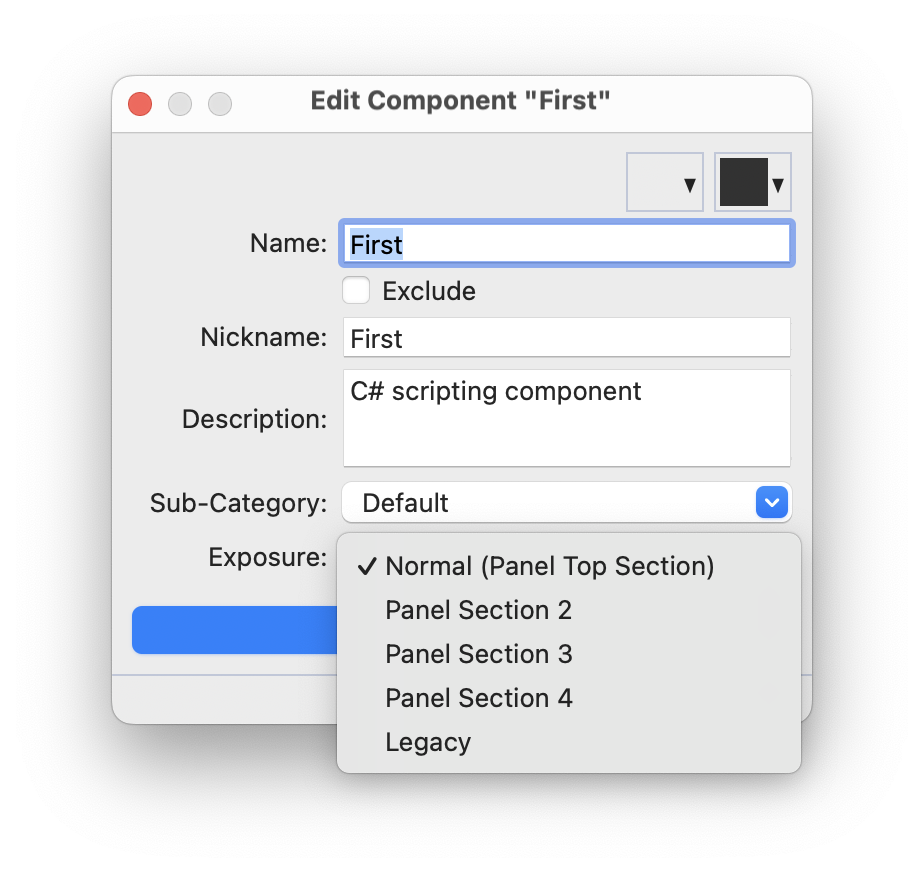 Edit Component "First"
Name: First
Exclude
Nickname: First
Description: C# scripting component
Sub-Category: Default
Exposure:
Normal (Panel Top Section)
Panel Section 2
Panel Section 3
Panel Section 4
Legacy